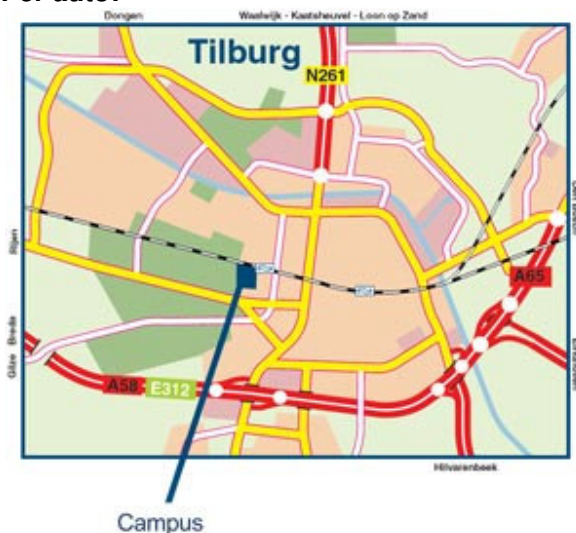 Dongen
Waalwijk - Kaatsheuvel - Loon op Zand
Tilburg
N261
Rijen
A65
Gilze Breda
A58
E312
Hilvarenbeek
Campus